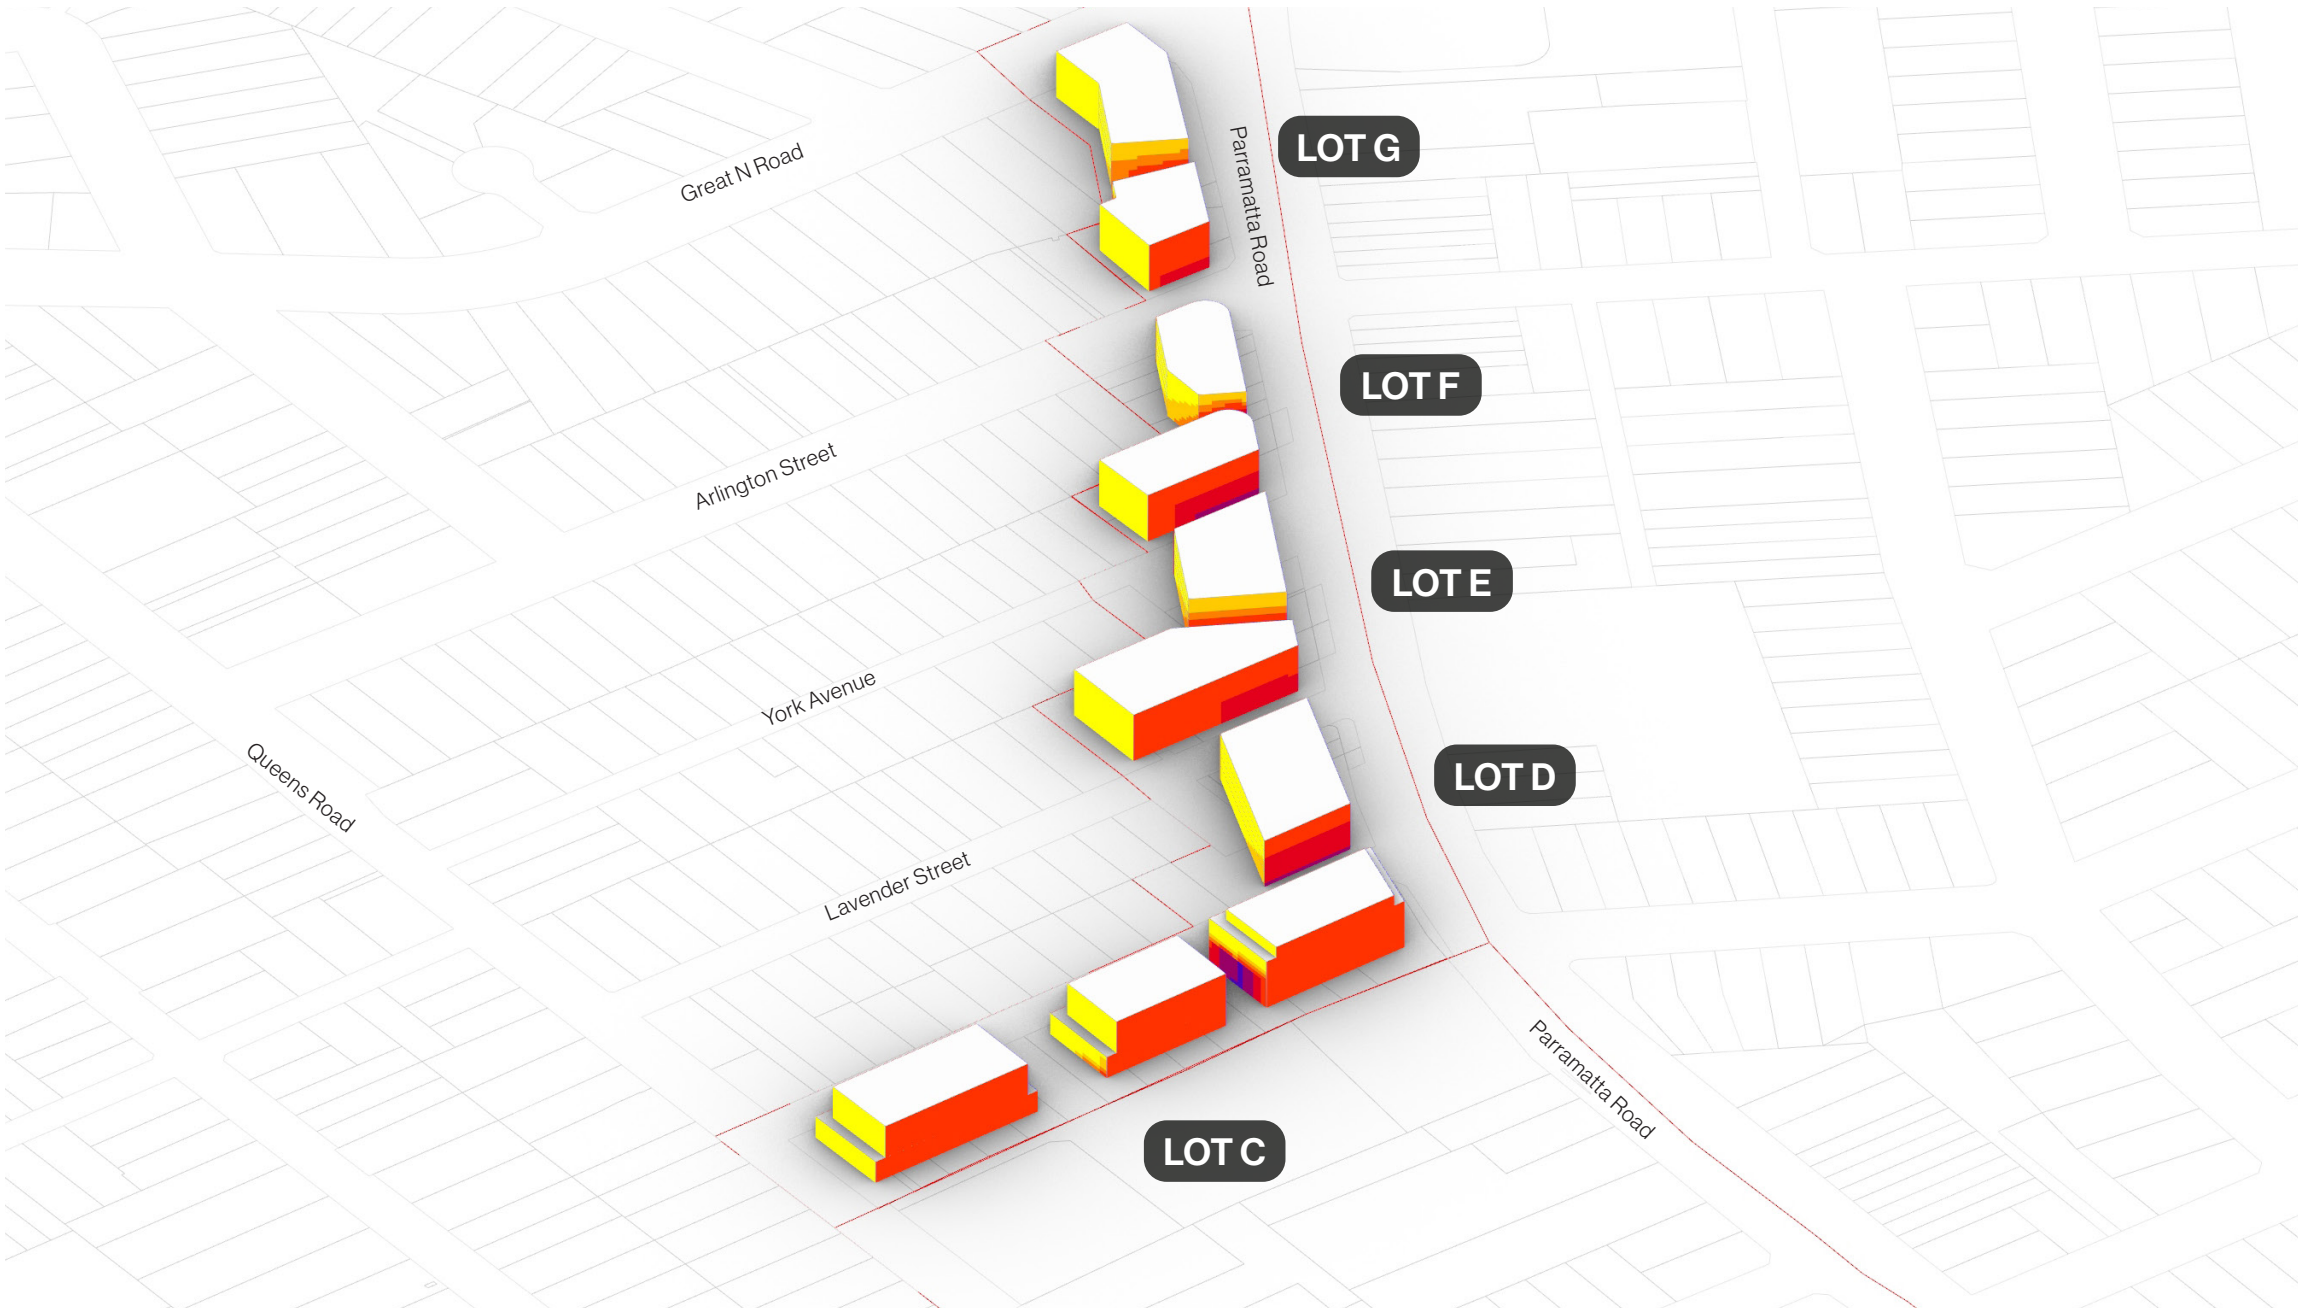 LOT G
Parramatta Road
Great N Road
LOT F
Arlington Street
LOT E
York Avenue
LOT D
Queens Road
Lavender Street
Parramatta Road
LOT C